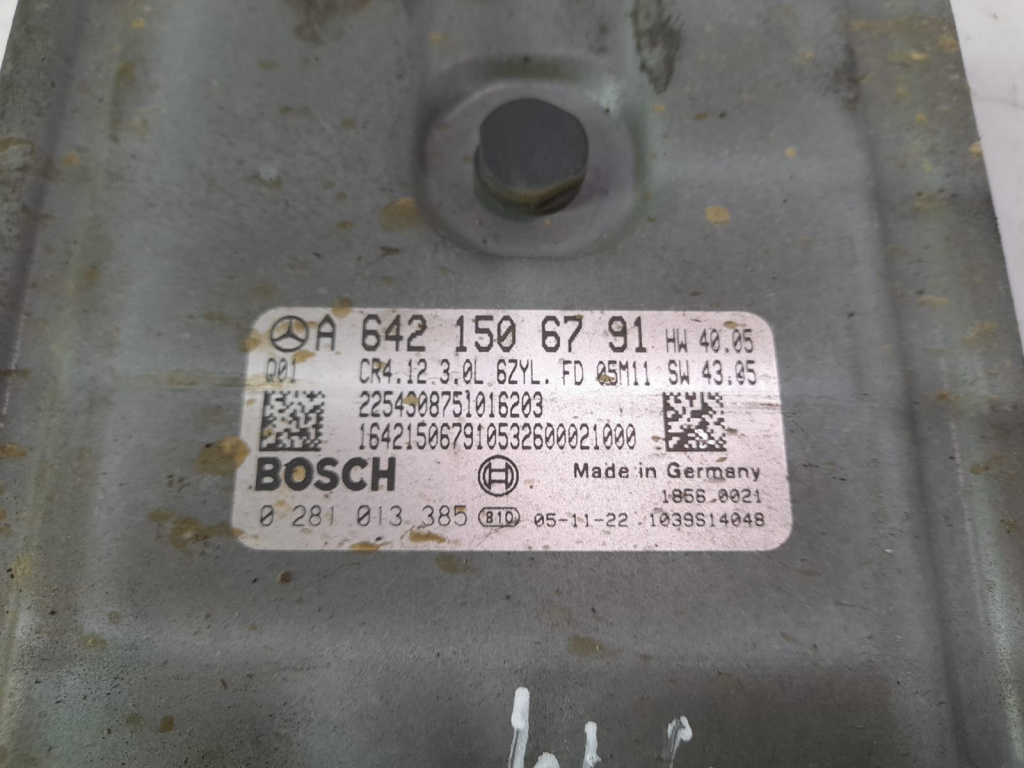 A 642 150 67 91 HW 40.05
Q01 CR4.12 3.0L 6ZYL. FD 05M11 SW 43.05
2254308751016203
164215067910532600021000
BOSCH Made in Germany
1856 0021
0 281 013 385 810 05-11-22 1039S14048